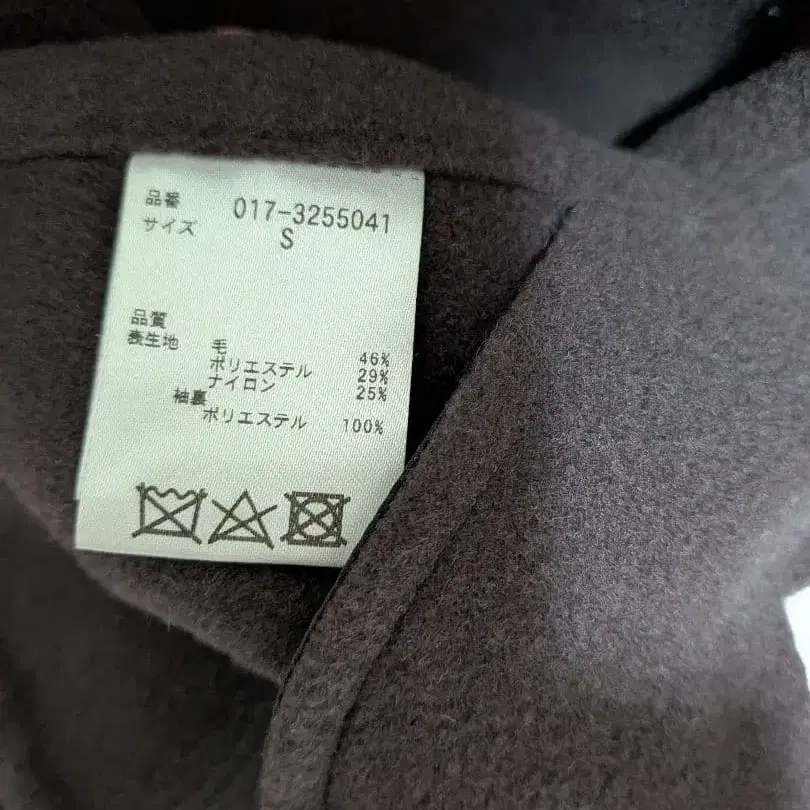 品番 017-3255041
サイズ S
品質
表生地 毛 46%
ポリエステル 29%
ナイロン 25%
袖裏
ポリエステル 100%